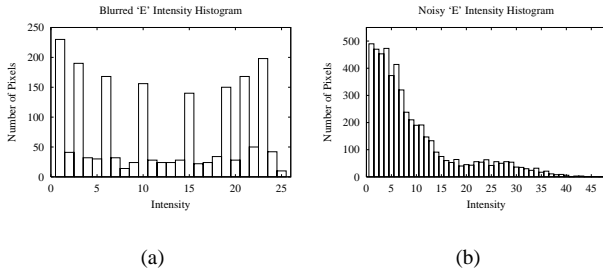 Blurred ‘E’ Intensity Histogram
Number of Pixels
250
200
150
100
50
0
0 5 10 15 20 25
Intensity
(a)
Noisy ‘E’ Intensity Histogram
Number of Pixels
500
400
300
200
100
0
0 5 10 15 20 25 30 35 40 45
Intensity
(b)